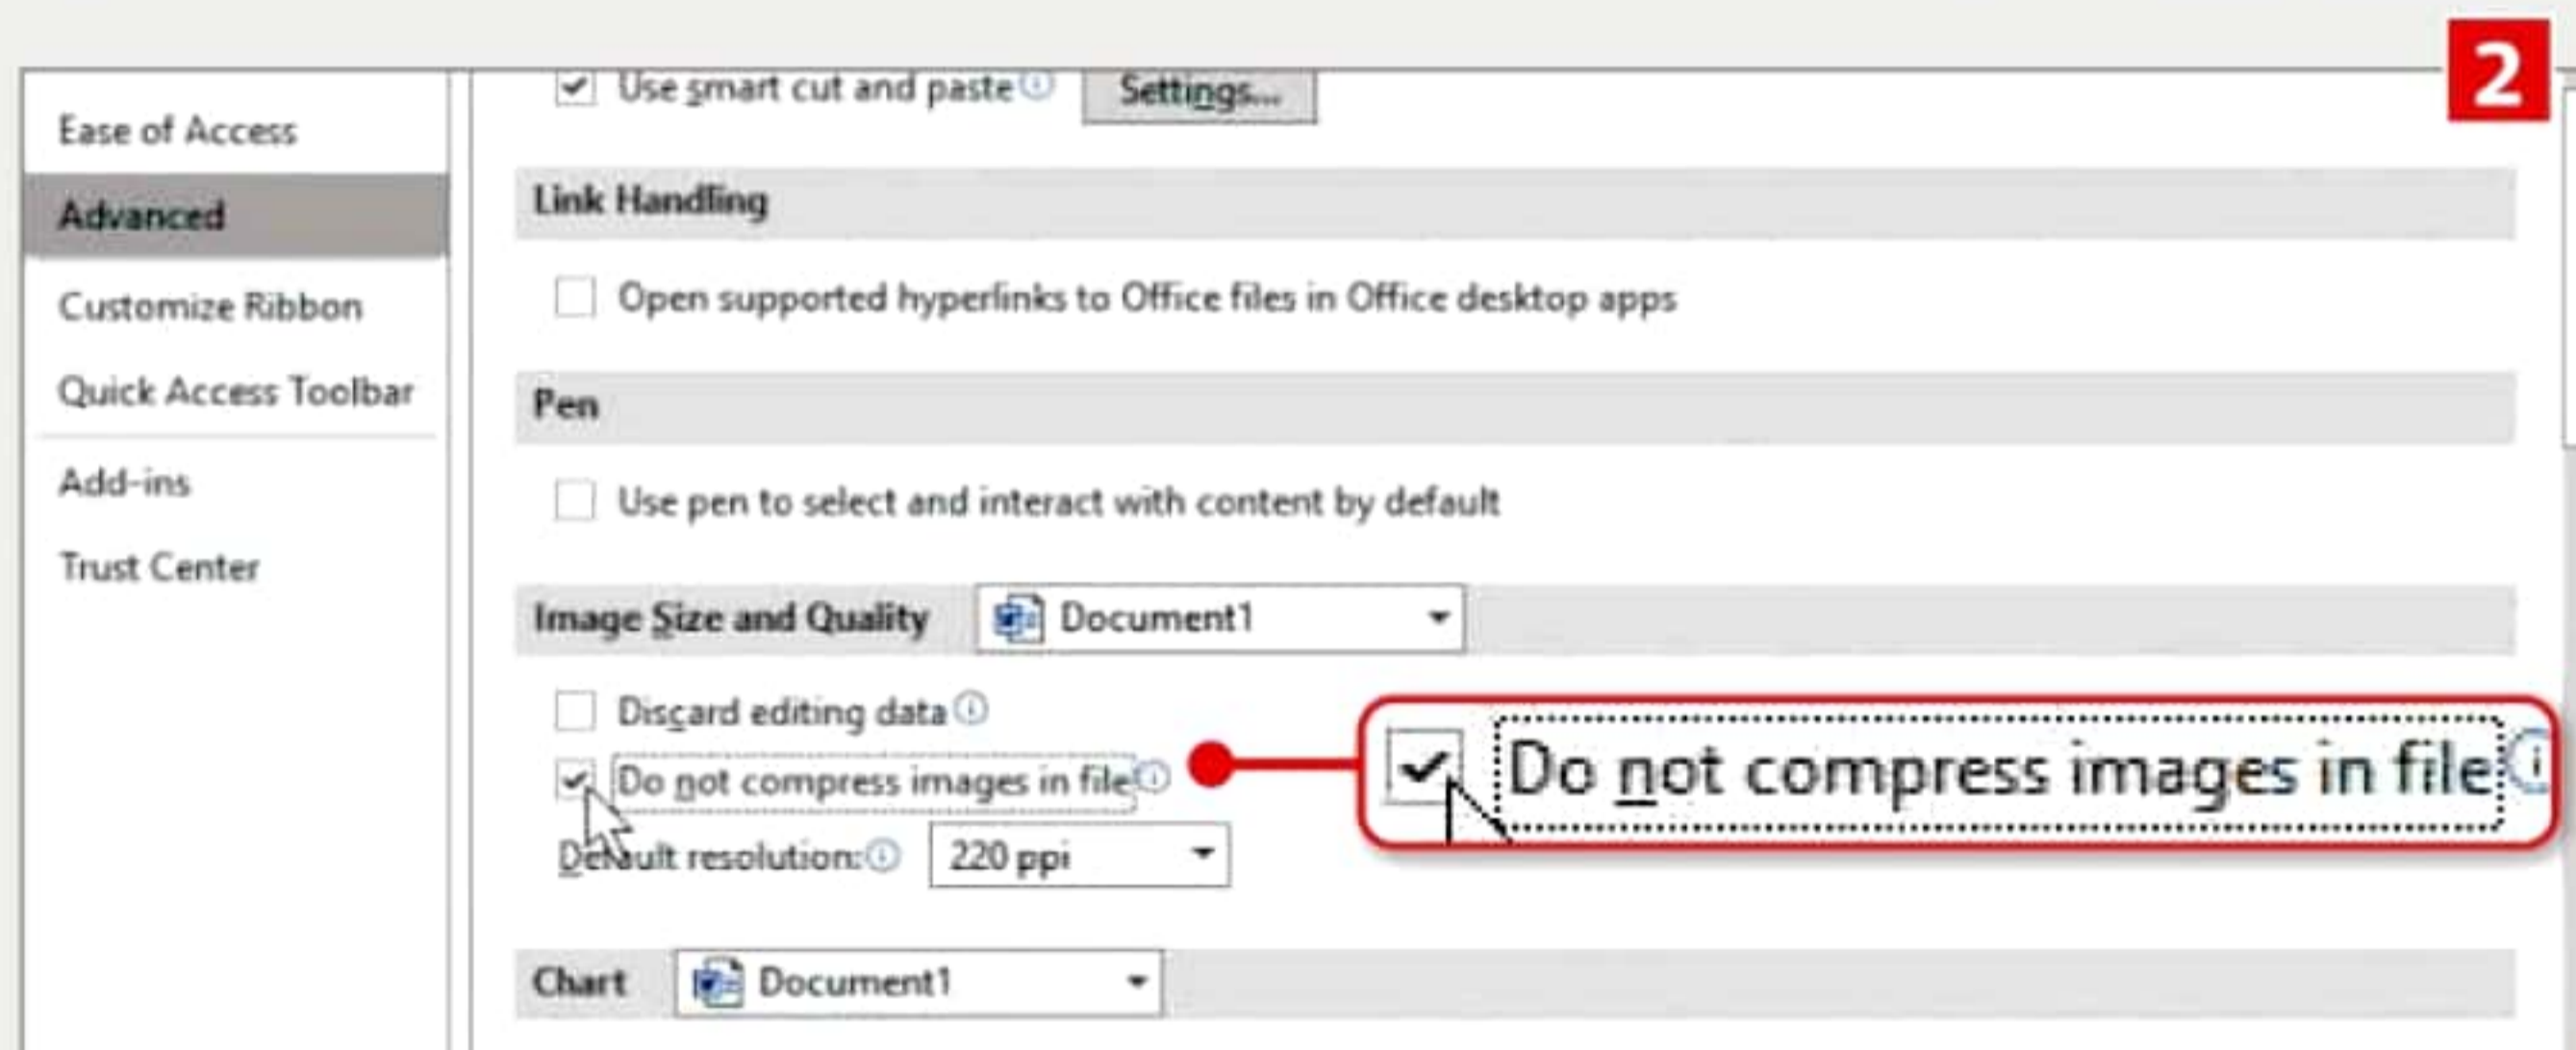 2
Ease of Access
Advanced
Customize Ribbon
Quick Access Toolbar
Add-ins
Trust Center
Use smart cut and paste Settings...
Link Handling
Open supported hyperlinks to Office files in Office desktop apps
Pen
Use pen to select and interact with content by default
Image Size and Quality Document1
Discard editing data
Do not compress images in file
Do not compress images in file
Default resolution: 220 ppi
Chart Document1